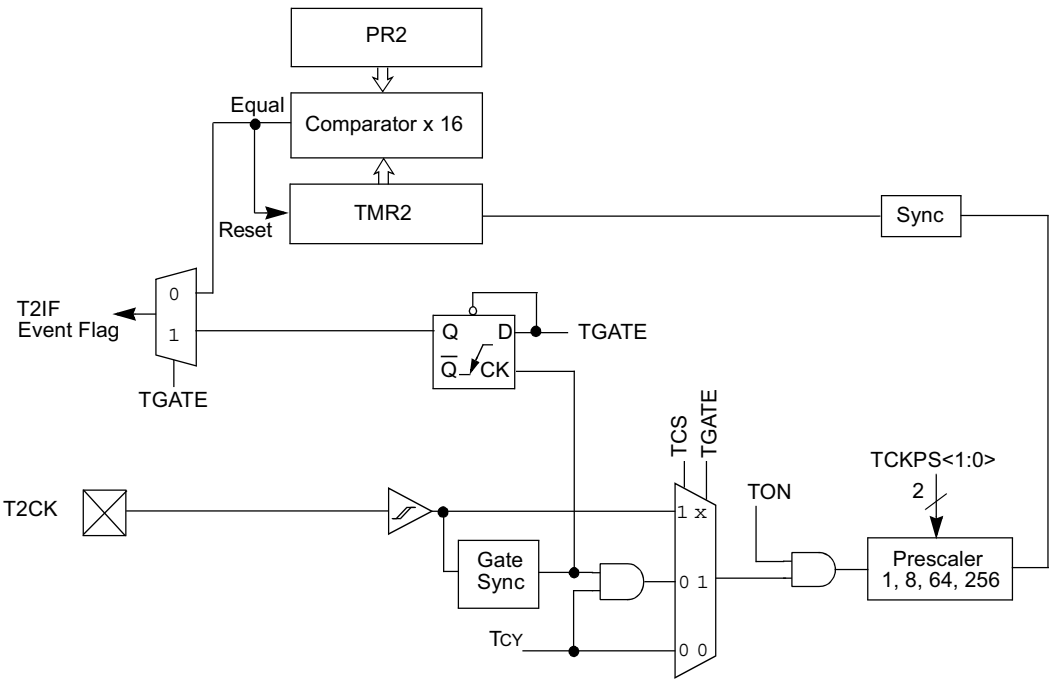 PR2
Equal
Comparator x 16
TMR2
Reset
Sync
0
T2IF
Event Flag
1
Q D
TGATE
Q̅ CK
TGATE
TCS
TGATE
TCKPS<1:0>
2
TON
T2CK
1 x
Gate
Sync
Prescaler
1, 8, 64, 256
0 1
TCY
0 0